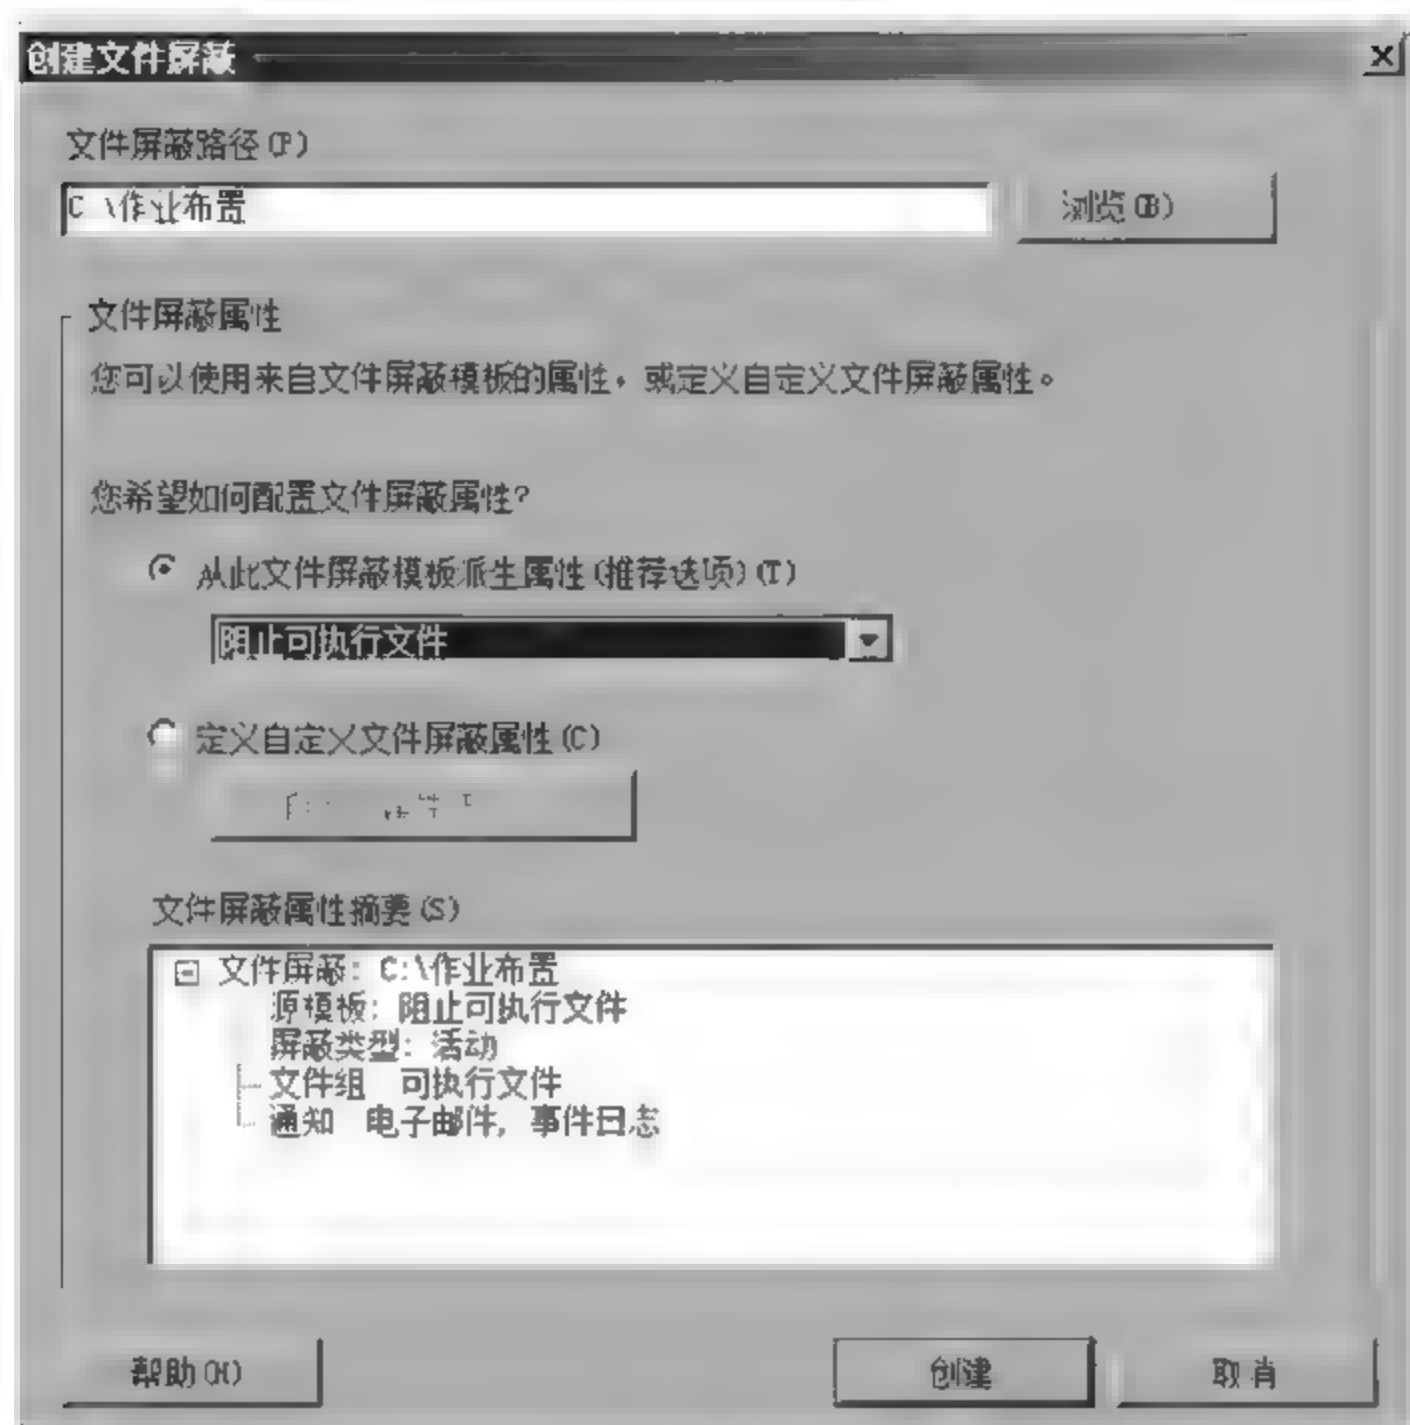 创建文件屏蔽
文件屏蔽路径(P)
C:\作业布置
浏览(B)
文件屏蔽属性
您可以使用来自文件屏蔽模板的属性，或定义自定义文件屏蔽属性。
您希望如何配置文件屏蔽属性?
从此文件屏蔽模板派生属性(推荐选项)(T)
阻止可执行文件
定义自定义文件屏蔽属性(C)
文件屏蔽属性摘要(S)
文件屏蔽: C:\作业布置
源模板: 阻止可执行文件
屏蔽类型: 活动
文件组 可执行文件
通知 电子邮件, 事件日志
帮助(H)
创建
取消